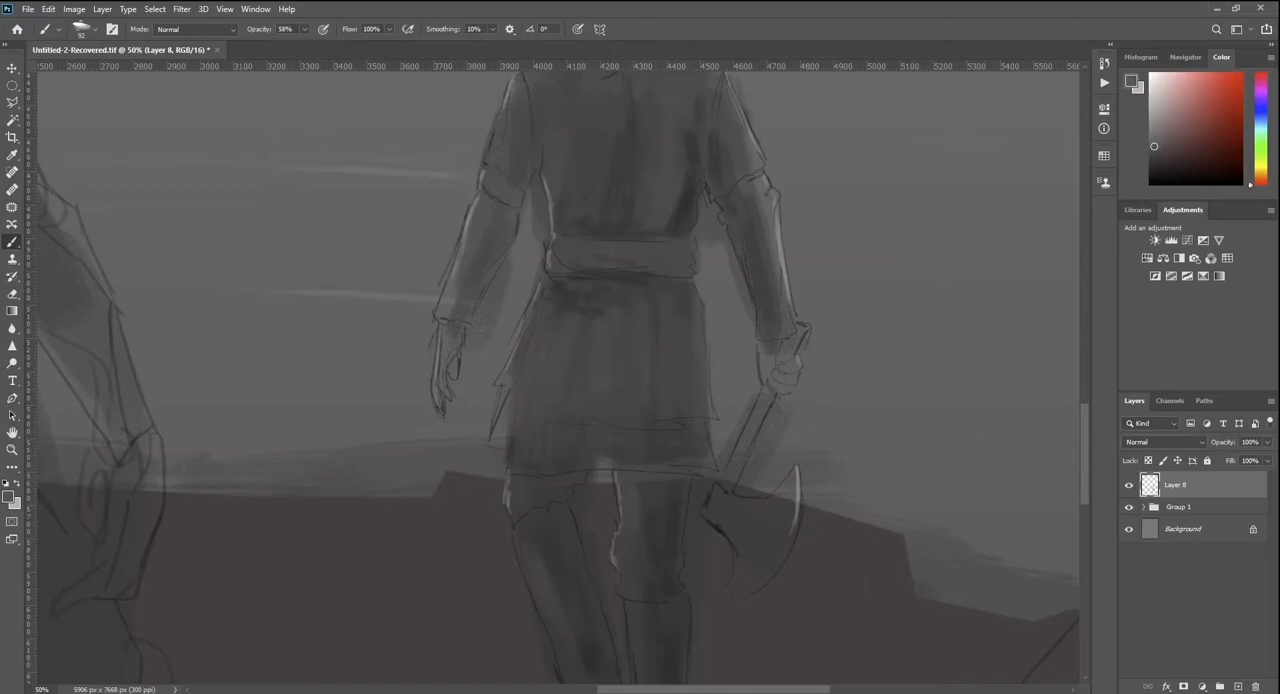 Ps File Edit Image Layer Type Select Filter 3D View Window Help
92 Mode: Normal Opacity: 58% Flow: 100% Smoothing: 10% 0°
Untitled-2-Recovered.tif @ 50% (Layer 8, RGB/16) * ×
2500 2600 2700 2800 2900 3000 3100 3200 3300 3400 3500 3600 3700 3800 3900 4000 4100 4200 4300 4400 4500 4600 4700 4800 4900 5000 5100 5200 5300 5400 5500
Histogram Navigator Color
Libraries Adjustments
Add an adjustment
Layers Channels Paths
Kind
Normal Opacity: 100%
Lock: Fill: 100%
Layer 8
Group 1
Background
50% 5906 px x 7668 px (300 ppi)